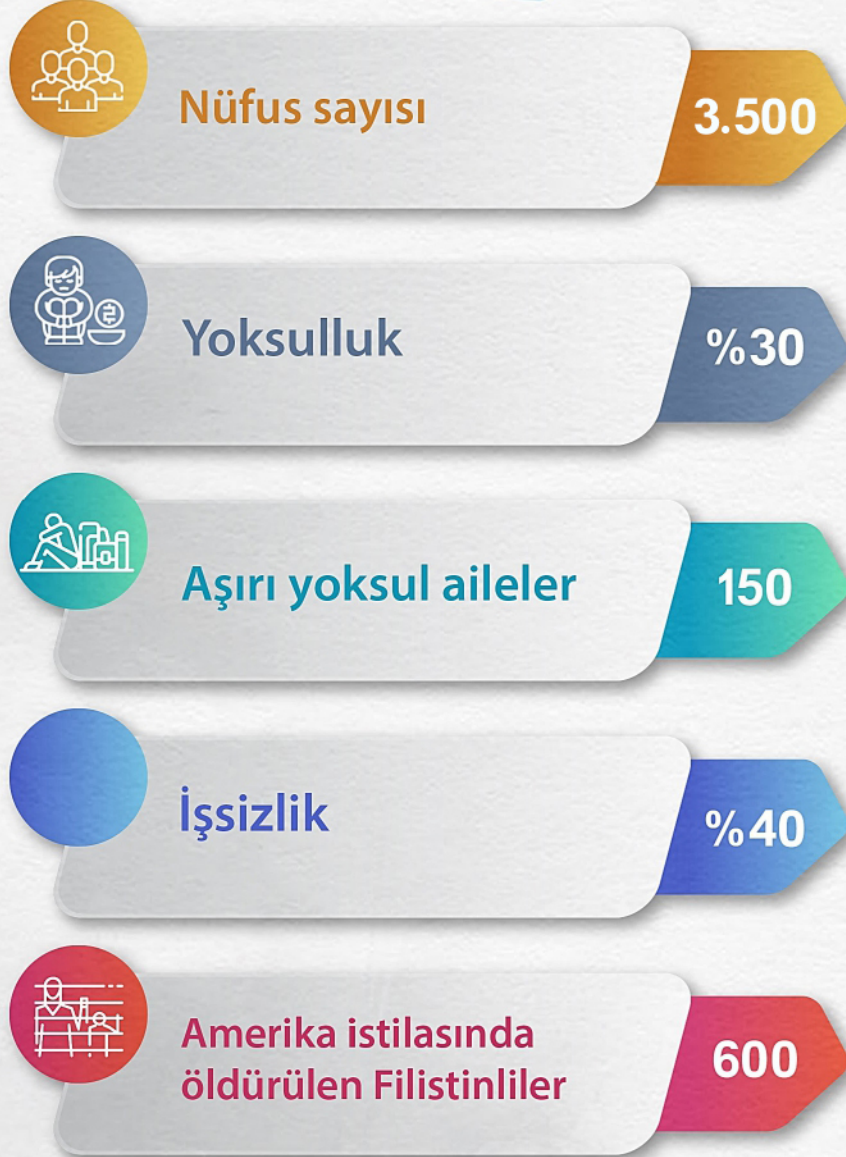 Nüfus sayısı
3.500
Yoksulluk
%30
Aşırı yoksul aileler
150
İşsizlik
%40
Amerika istilasında
öldürülen Filistinliler
600